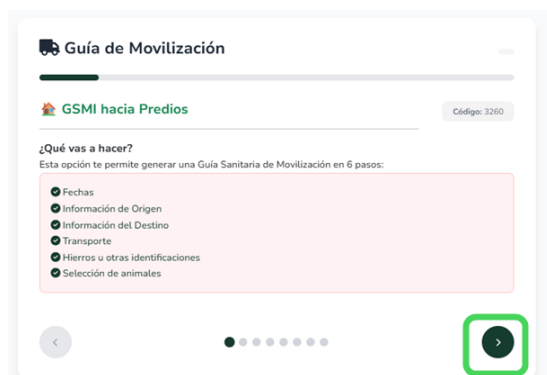 Guía de Movilización
GSMI hacia Predios
Código: 3260
¿Qué vas a hacer?
Esta opción te permite generar una Guía Sanitaria de Movilización en 6 pasos:
Fechas
Información de Origen
Información del Destino
Transporte
Hierros u otras identificaciones
Selección de animales